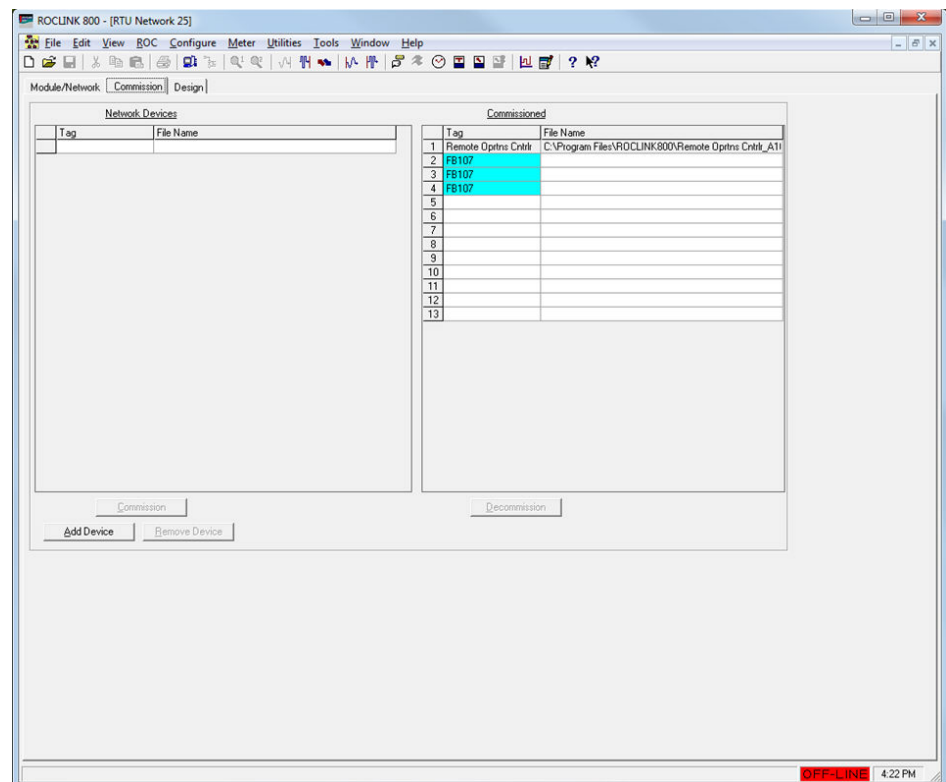 ROCLINK 800 - [RTU Network 25]
File Edit View ROC Configure Meter Utilities Tools Window Help
Module/Network Commission Design
Network Devices
Tag File Name
Commissioned
Tag File Name
1 Remote Oprtns Cntrlr C:\Program Files\ROCLINK800\Remote Oprtns Cntrlr_A1
2 FB107
3 FB107
4 FB107
5
6
7
8
9
10
11
12
13
Commission
Decommission
Add Device Remove Device
OFF-LINE 4:22 PM